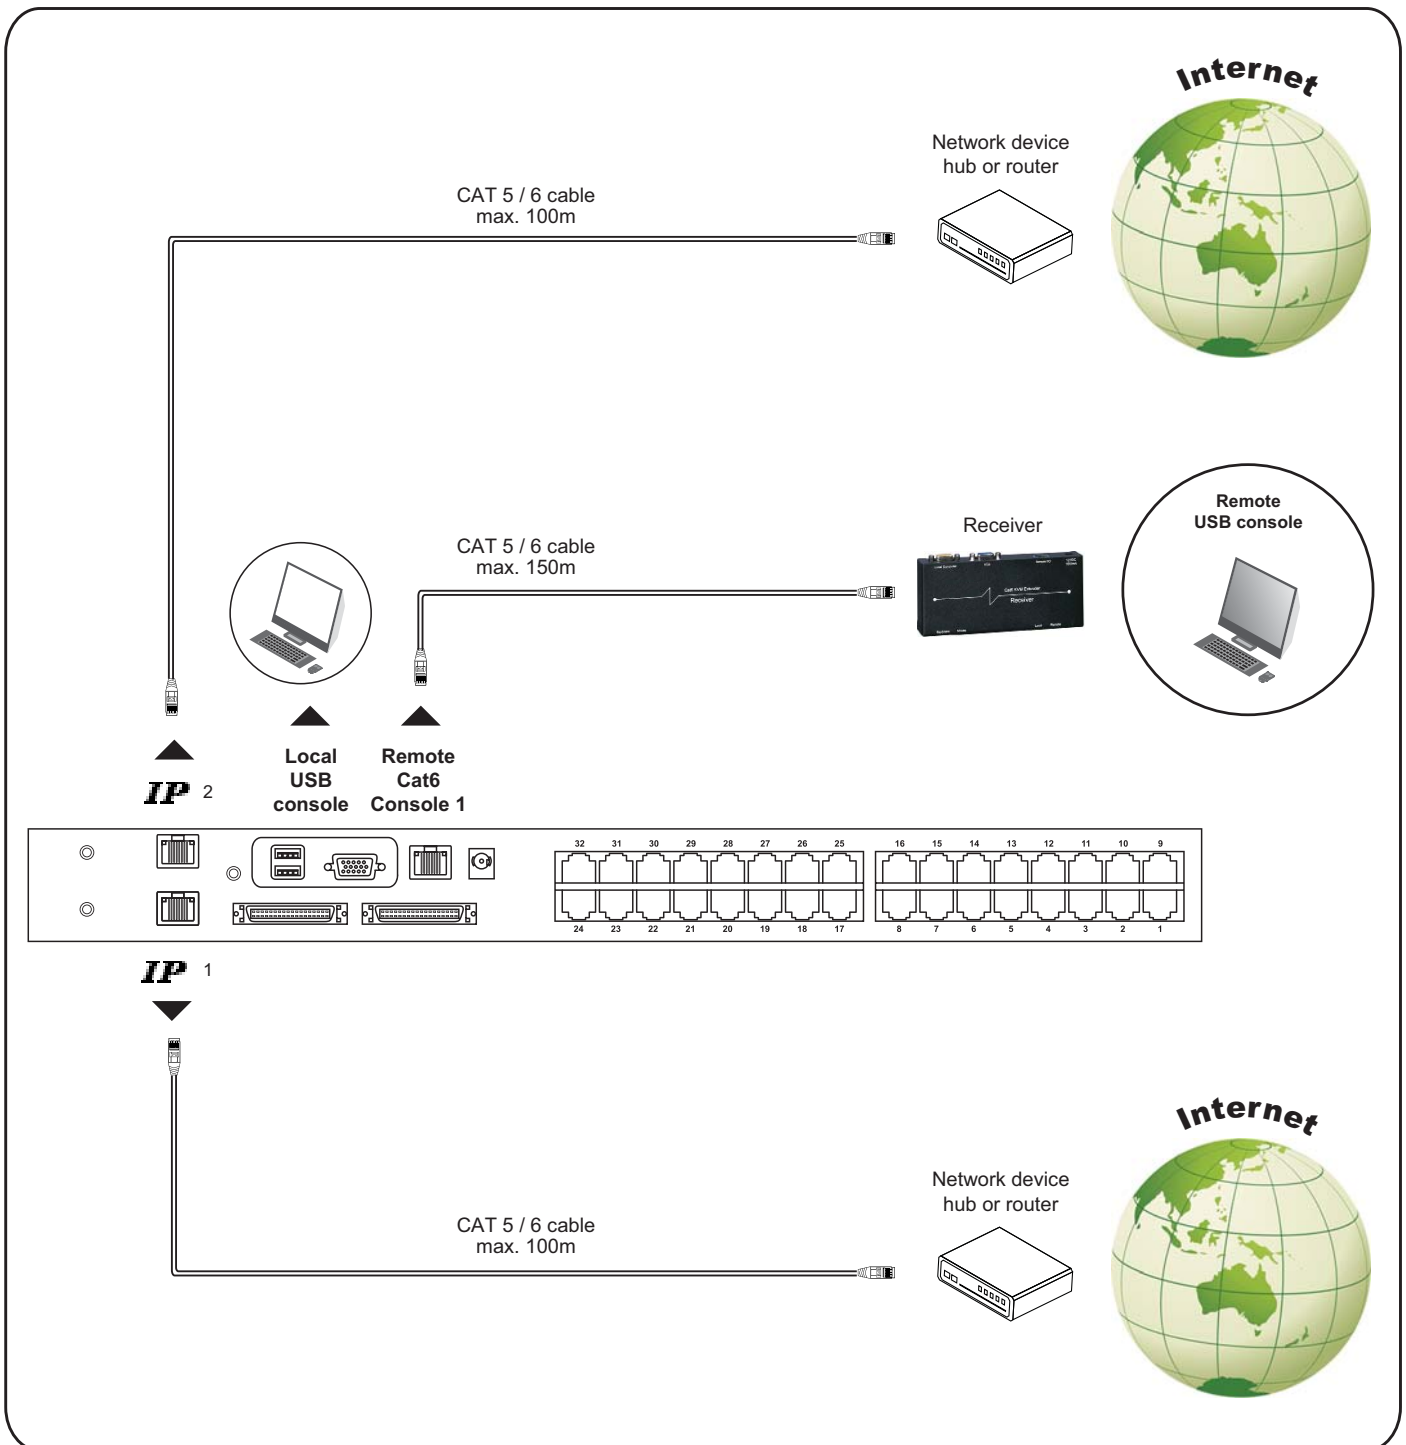 Internet
Network device
hub or router
CAT 5 / 6 cable
max. 100m
Remote
USB console
Receiver
CAT 5 / 6 cable
max. 150m
Cat6 KVM Extender
Receiver
Local
USB
console
Remote
Cat6
Console 1
IP 2
32 31 30 29 28 27 26 25 16 15 14 13 12 11 10 9
24 23 22 21 20 19 18 17 8 7 6 5 4 3 2 1
IP 1
Internet
Network device
hub or router
CAT 5 / 6 cable
max. 100m